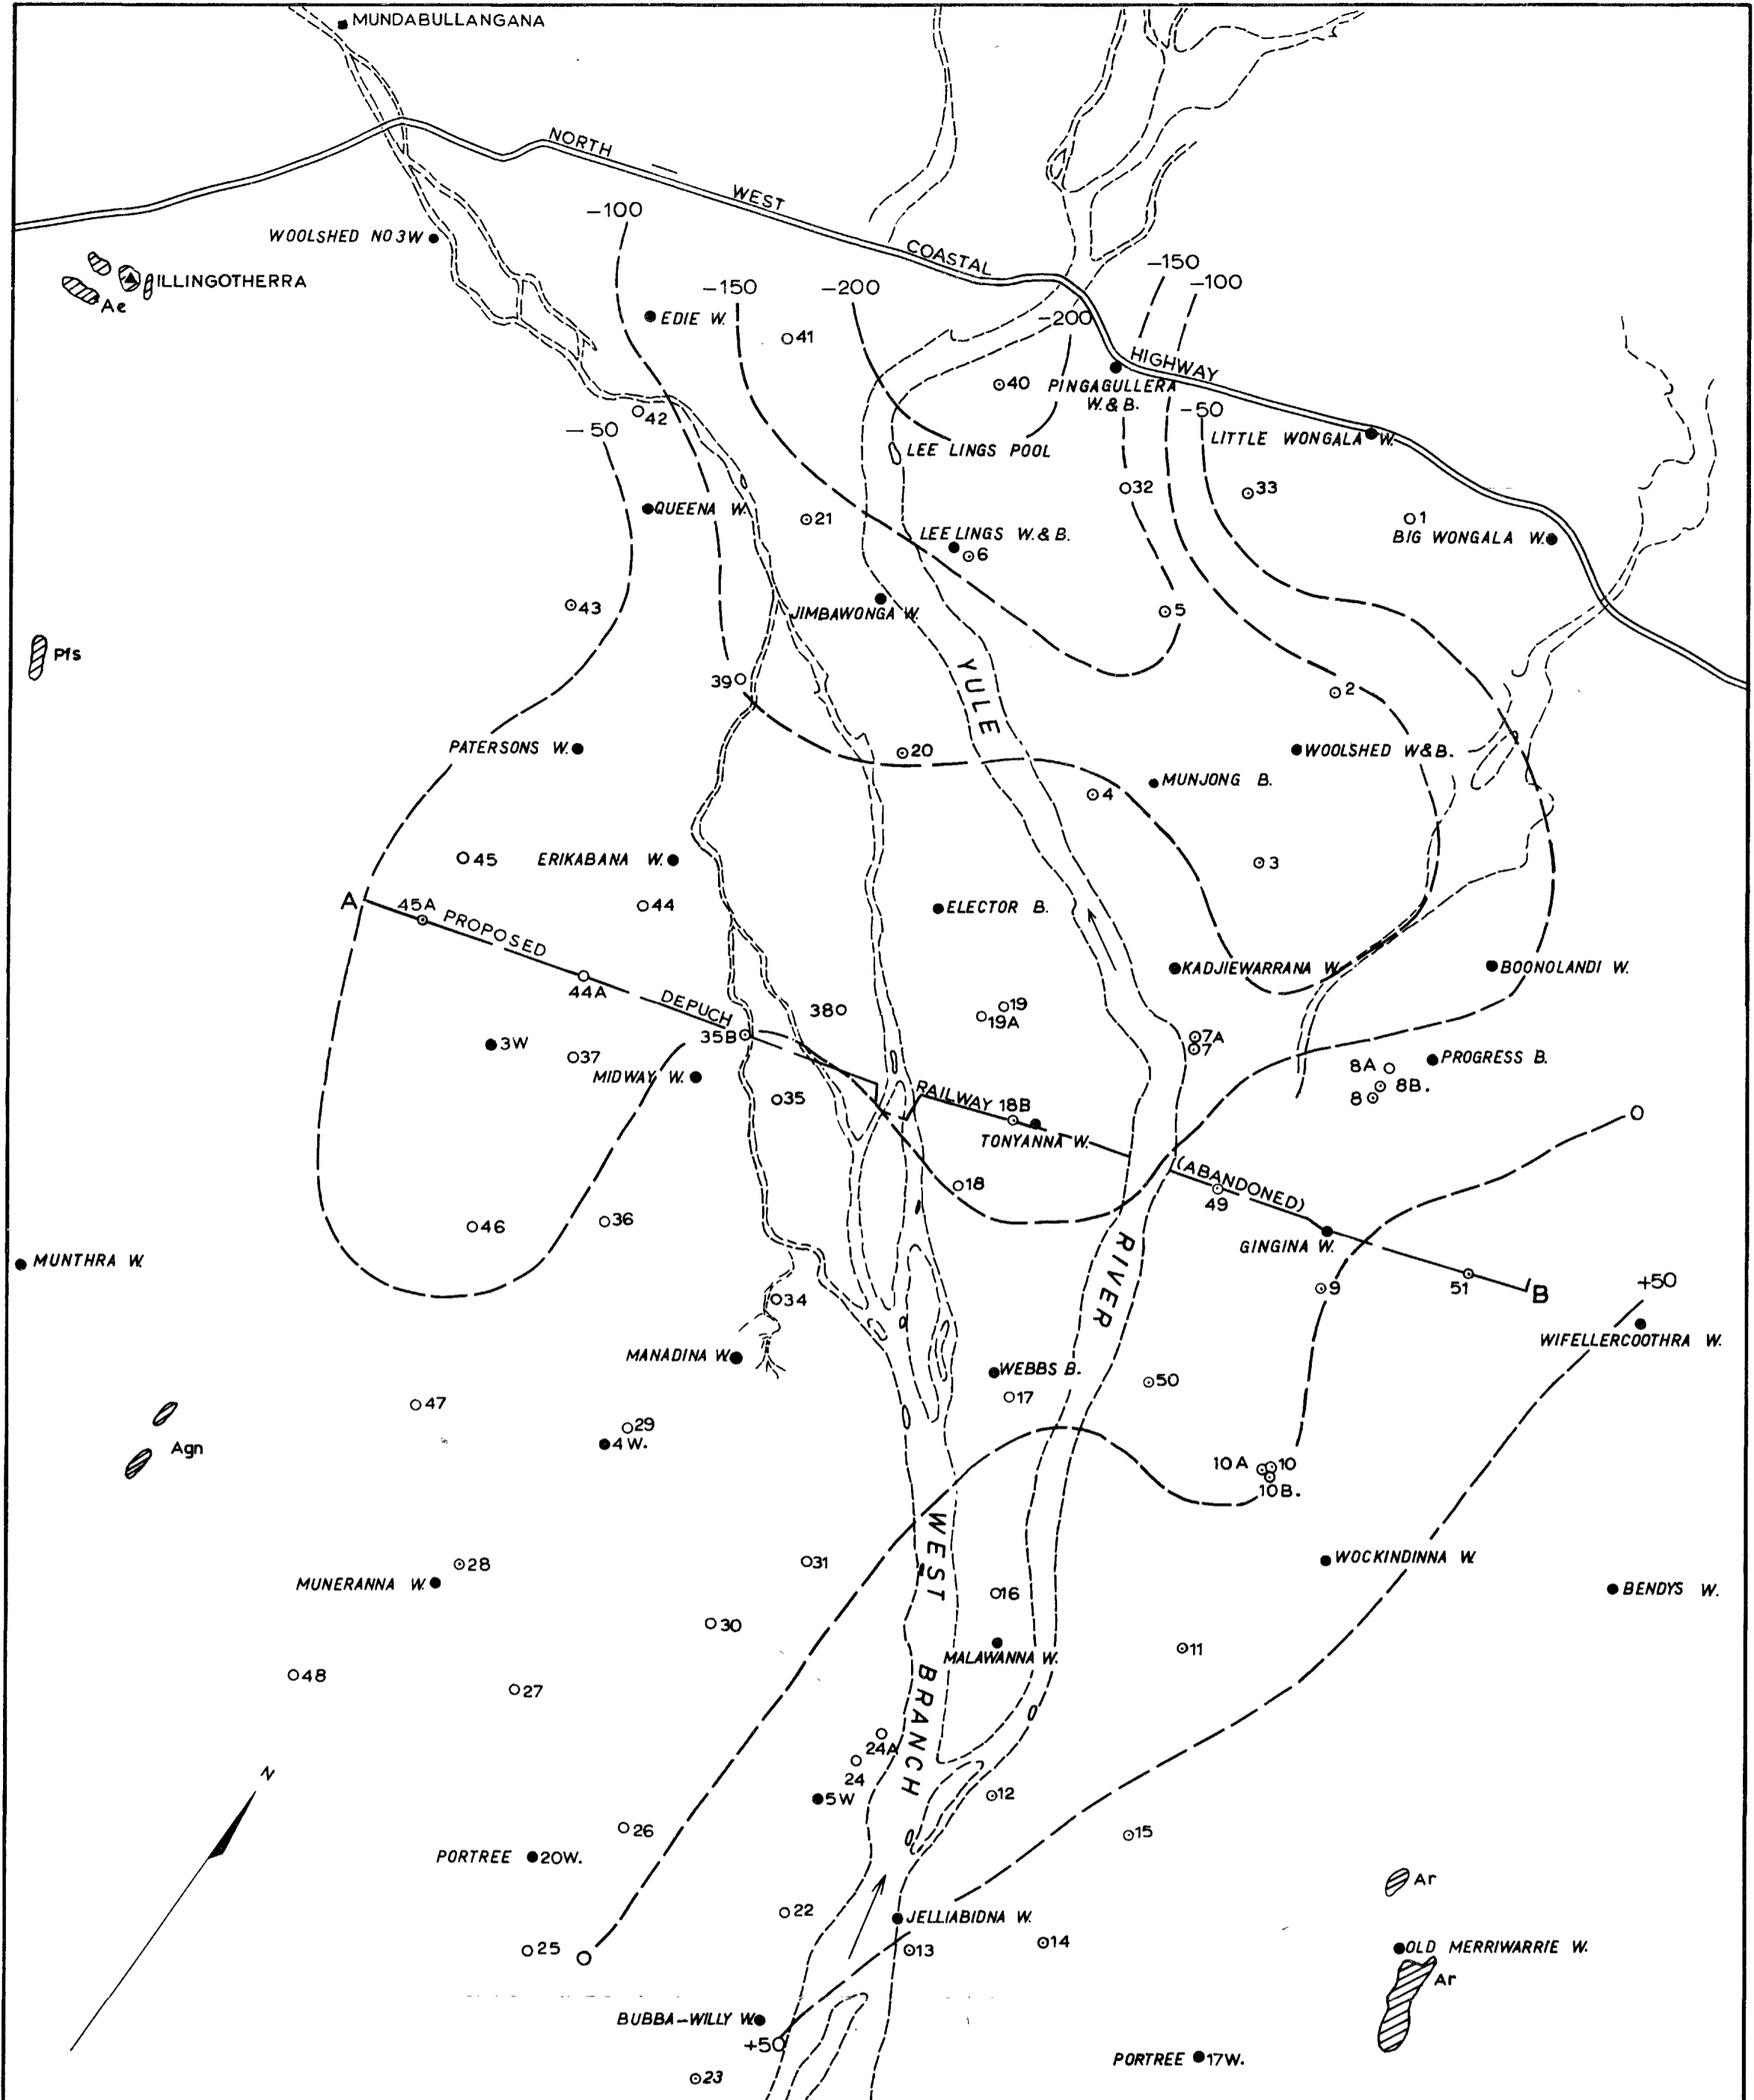 MUNDABULLANGANA
NORTH WEST COASTAL HIGHWAY
-100
WOOLSHED NO 3W
-150
ILLINGOTHERRA
-100
-150
-200
Ae
EDIE W.
-200
41
40
PINGAGULLERA
W. & B.
42
-50
-50
LITTLE WONGALA W.
LEE LINGS POOL
32
33
QUEENA W.
21
1
LEE LINGS W. & B.
BIG WONGALA W.
6
43
JIMBAWONGA W.
5
Pfs
YULE
39
2
PATERSONS W.
20
WOOLSHED W & B.
MUNJONG B.
4
45
ERIKABANA W.
3
A
45A
44
ELECTOR B.
PROPOSED DEPUCH RAILWAY (ABANDONED)
KADJIEWARRANA W.
BOONOLANDI W.
44A
38
19
19A
35B
7A
7
3W
37
MIDWAY W.
8A
PROGRESS B.
8B.
8
35
18B
O
TONYANNA W.
18
49
46
36
GINGINA W.
MUNTHRA W.
RIVER
9
51
B
+50
34
WIFELLERCOOTHRA W.
MANADINA W.
WEBBS B.
50
17
47
29
4 W.
Agn
10A
10
10B.
WEST BRANCH
28
31
WOCKINDINNA W.
MUNERANNA W.
16
BENDYS W.
30
11
MALAWANNA W.
48
27
24A
N
24
5W
12
26
15
PORTREE 20W.
Ar
22
JELLIABIDNA W.
25
O
13
14
OLD MERRIWARRIE W.
Ar
BUBBA-WILLY W.
+50
PORTREE 17W.
23